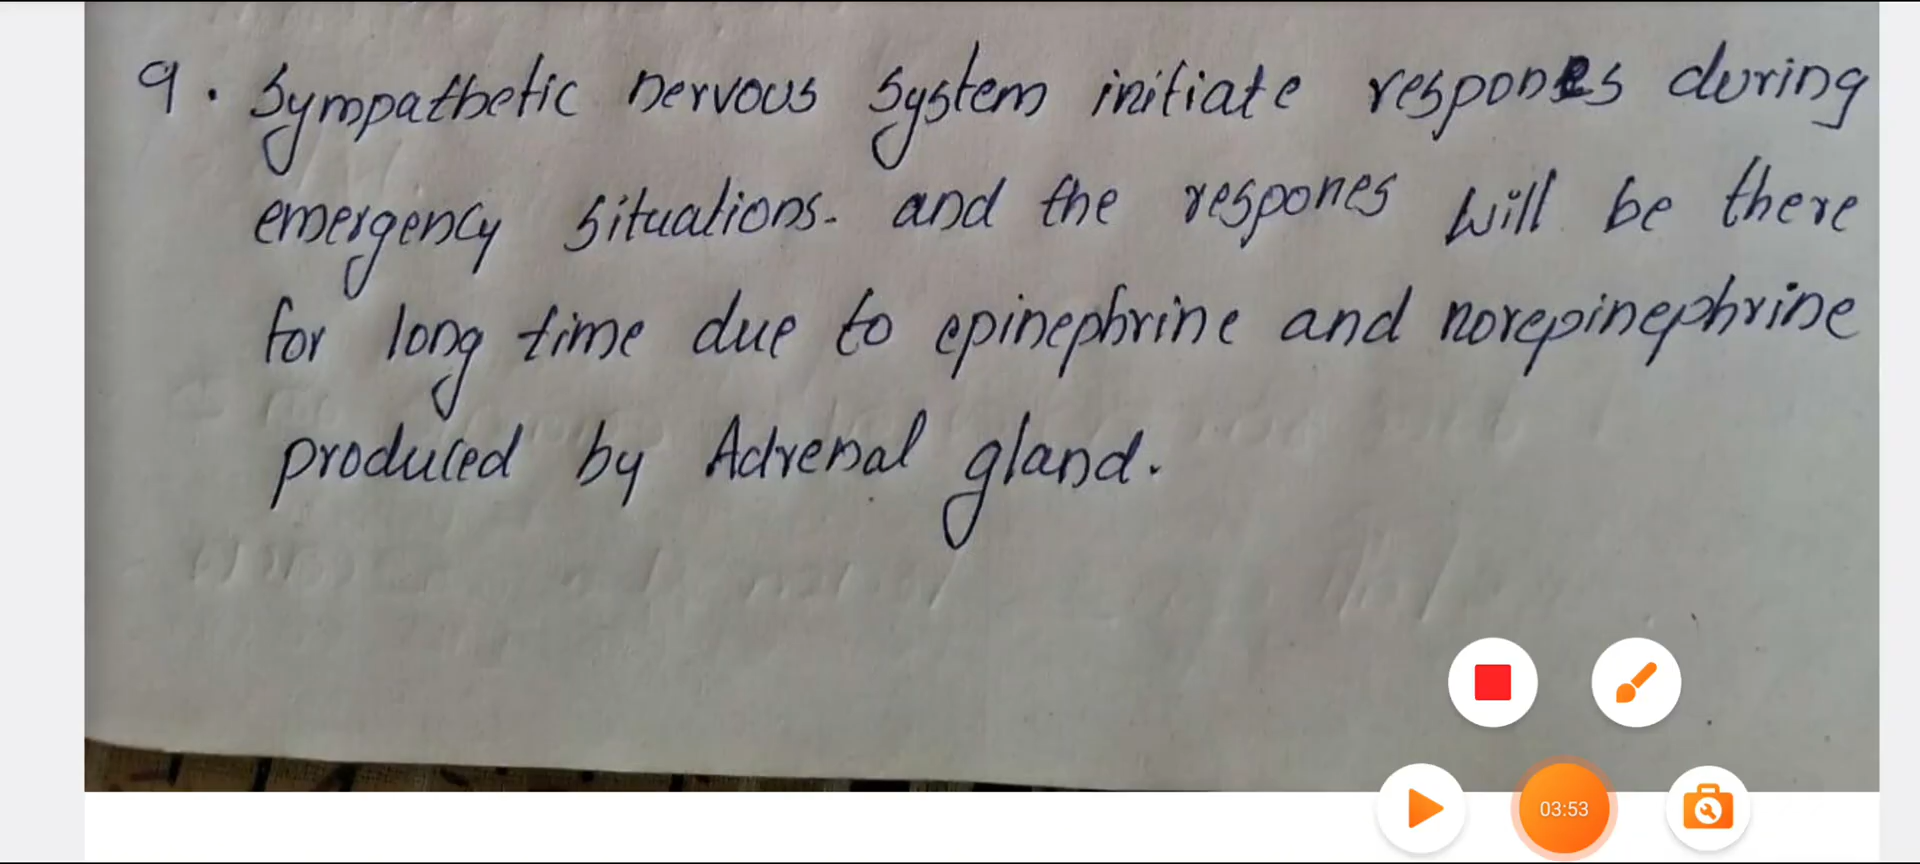 9. Sympathetic nervous system initiate respones during
emergency situations. and the respones will be there
for long time due to epinephrine and norepinephrine
produced by Adrenal gland.
03:53